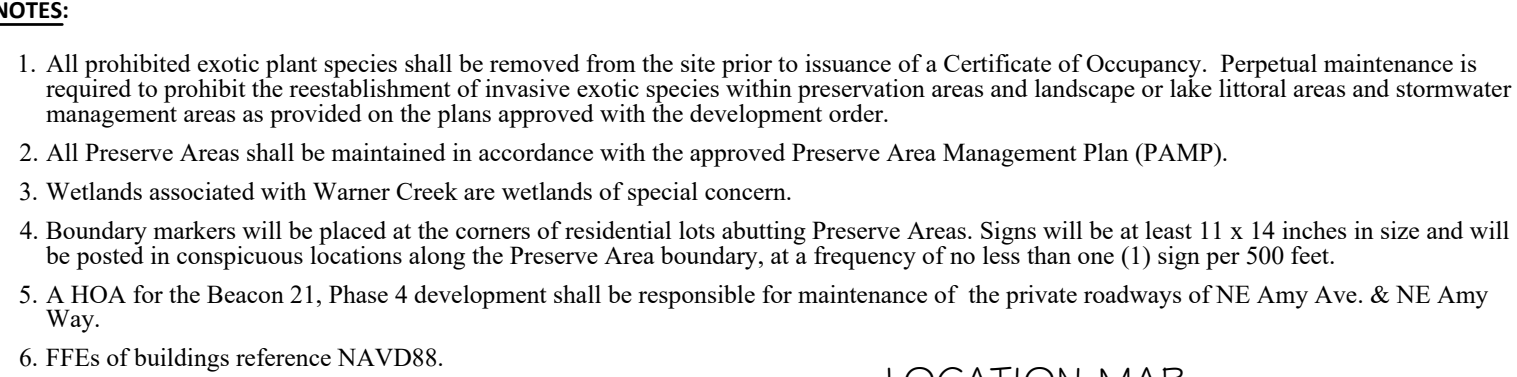 NOTES:
1. All prohibited exotic plant species shall be removed from the site prior to issuance of a Certificate of Occupancy. Perpetual maintenance is
required to prohibit the reestablishment of invasive exotic species within preservation areas and landscape or lake littoral areas and stormwater
management areas as provided on the plans approved with the development order.
2. All Preserve Areas shall be maintained in accordance with the approved Preserve Area Management Plan (PAMP).
3. Wetlands associated with Warner Creek are wetlands of special concern.
4. Boundary markers will be placed at the corners of residential lots abutting Preserve Areas. Signs will be at least 11 x 14 inches in size and will
be posted in conspicuous locations along the Preserve Area boundary, at a frequency of no less than one (1) sign per 500 feet.
5. A HOA for the Beacon 21, Phase 4 development shall be responsible for maintenance of the private roadways of NE Amy Ave. & NE Amy
Way.
6. FFEs of buildings reference NAVD88.
LOCATION MAP